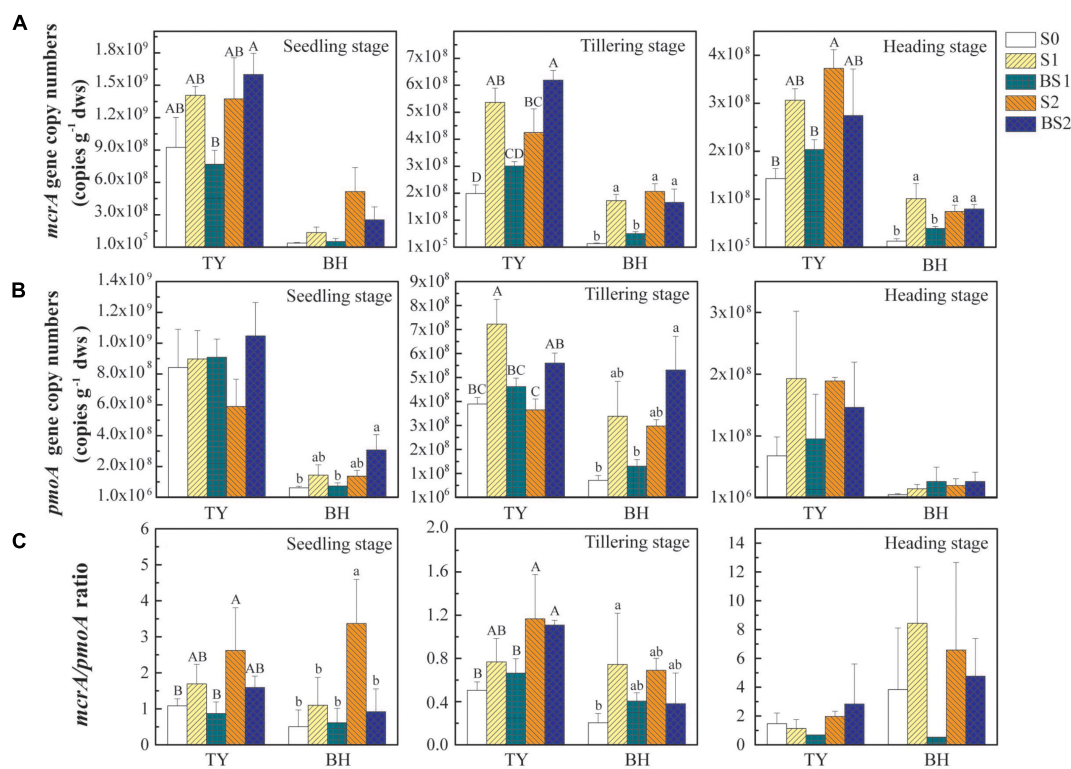 A
mcrA gene copy numbers
(copies g⁻¹ dws)
Seedling stage
1.8x10⁹
1.5x10⁹
1.2x10⁹
9.0x10⁸
6.0x10⁸
3.0x10⁸
1.0x10⁵
AB AB B AB A
TY BH
Tillering stage
7x10⁸
6x10⁸
5x10⁸
4x10⁸
3x10⁸
2x10⁸
1x10⁸
1x10⁵
D AB CD BC A
b a b a a
TY BH
Heading stage
4x10⁸
3x10⁸
2x10⁸
1x10⁸
1x10⁵
B AB B A AB
b a b a a
TY BH
S0
S1
BS1
S2
BS2
B
pmoA gene copy numbers
(copies g⁻¹ dws)
Seedling stage
1.4x10⁹
1.2x10⁹
1.0x10⁹
8.0x10⁸
6.0x10⁸
4.0x10⁸
2.0x10⁸
1.0x10⁶
b ab b ab a
TY BH
Tillering stage
9x10⁸
8x10⁸
7x10⁸
6x10⁸
5x10⁸
4x10⁸
3x10⁸
2x10⁸
1x10⁸
1x10⁶
BC A BC C AB
b ab b ab a
TY BH
Heading stage
3x10⁸
2x10⁸
1x10⁸
1x10⁶
TY BH
C
mcrA/pmoA ratio
Seedling stage
6
5
4
3
2
1
0
B AB B A AB
b b b a b
TY BH
Tillering stage
2.0
1.6
1.2
0.8
0.4
0.0
B AB B A A
b a ab ab ab
TY BH
Heading stage
14
12
10
8
6
4
2
0
TY BH